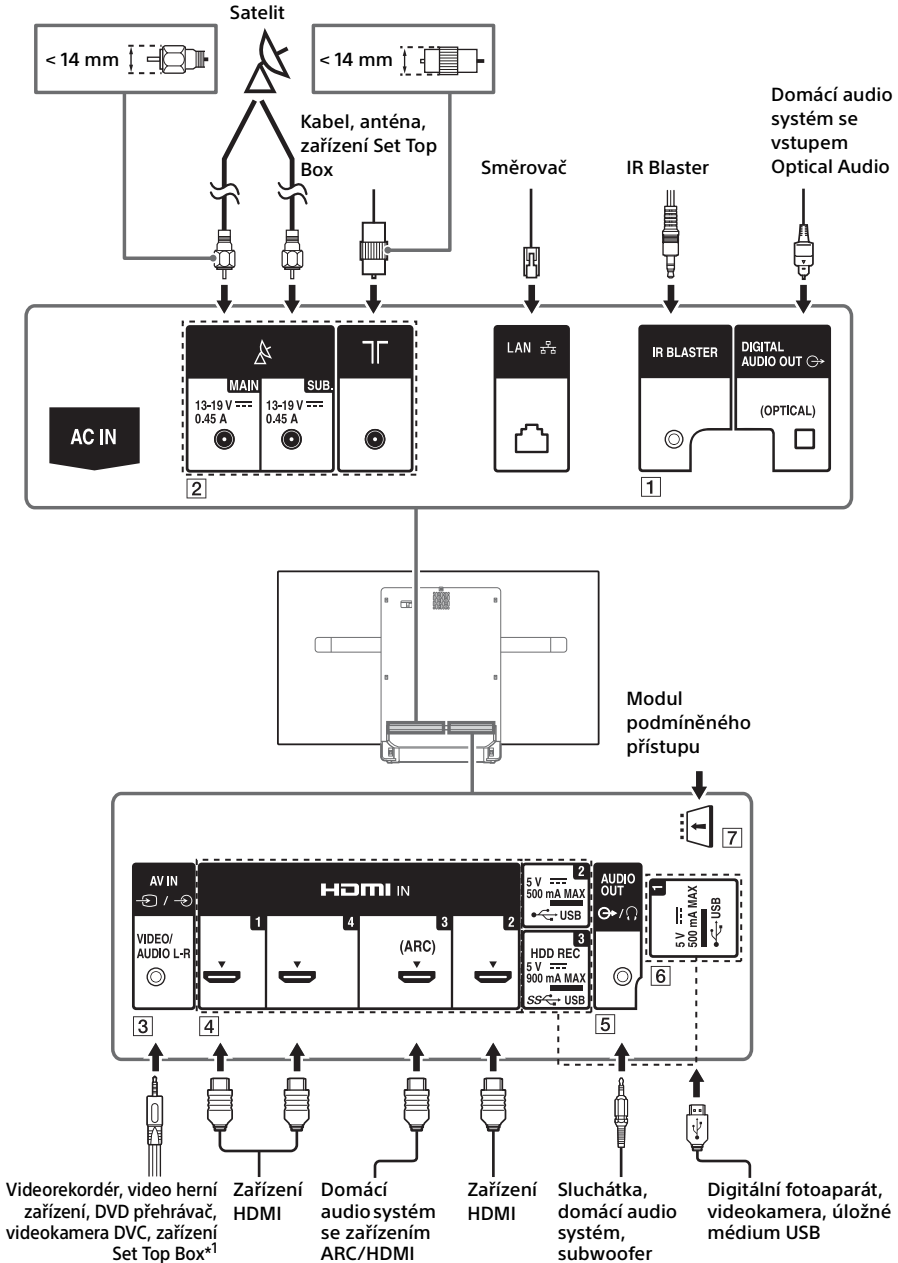 Satelit
< 14 mm
< 14 mm
Kabel, anténa,
zařízení Set Top
Box
Směrovač
IR Blaster
Domácí audio
systém se
vstupem
Optical Audio
AC IN
MAIN
13-19 V
0.45 A
SUB.
13-19 V
0.45 A
2
LAN
IR BLASTER
1
DIGITAL
AUDIO OUT
(OPTICAL)
Modul
podmíněného
přístupu
7
AV IN
/
VIDEO/
AUDIO L-R
3
HDMI IN
1
4
3
(ARC)
2
4
2
5 V
500 mA MAX
USB
3
HDD REC
5 V
900 mA MAX
SS USB
AUDIO
OUT
/
5
1
5 V
500 mA MAX
USB
6
Videorekordér, video herní
zařízení, DVD přehrávač,
videokamera DVC, zařízení
Set Top Box*1
Zařízení
HDMI
Domácí
audio systém
se zařízením
ARC/HDMI
Zařízení
HDMI
Sluchátka,
domácí audio
systém,
subwoofer
Digitální fotoaparát,
videokamera, úložné
médium USB